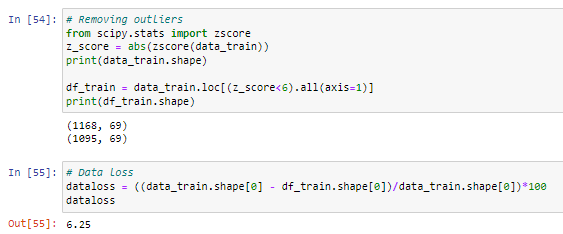 In [54]: # Removing outliers
from scipy.stats import zscore
z_score = abs(zscore(data_train))
print(data_train.shape)
df_train = data_train.loc[(z_score<6).all(axis=1)]
print(df_train.shape)
(1168, 69)
(1095, 69)
In [55]: # Data loss
dataloss = ((data_train.shape[0] - df_train.shape[0])/data_train.shape[0])*100
dataloss
Out[55]: 6.25